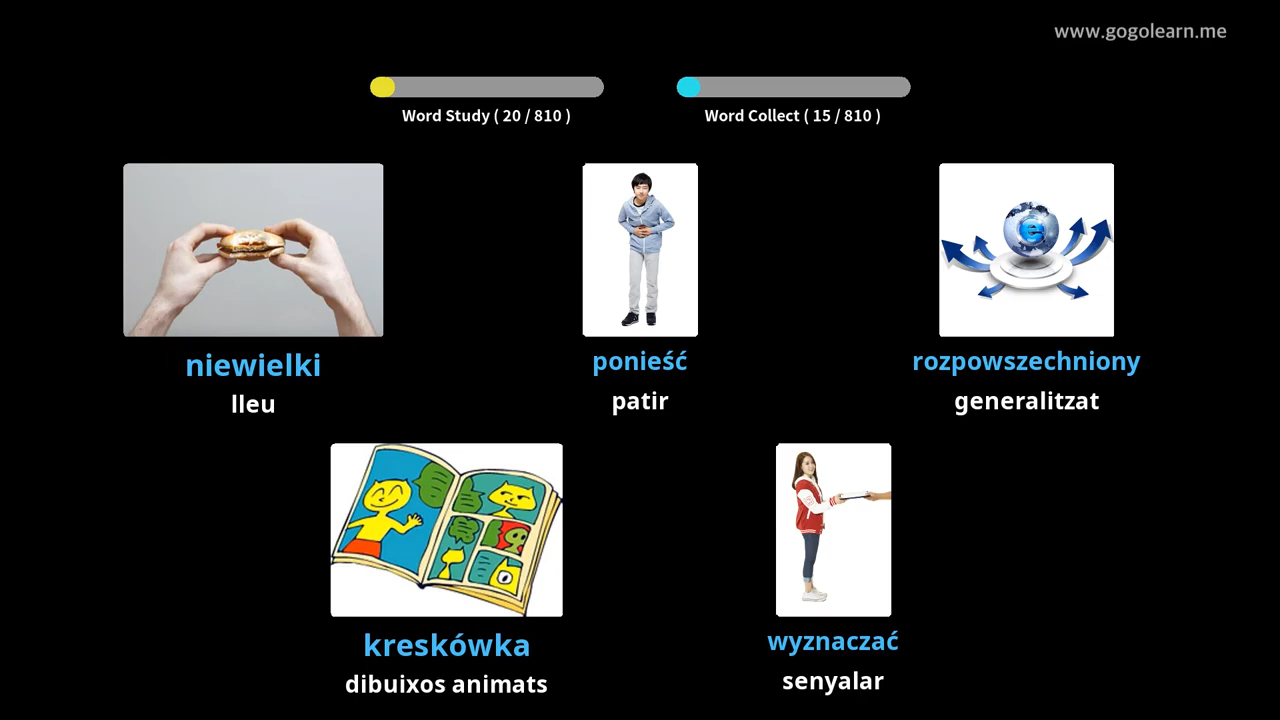 www.gogolearn.me
Word Study ( 20 / 810 )
Word Collect ( 15 / 810 )
niewielki
lleu
ponieść
patir
rozpowszechniony
generalitzat
kreskówka
dibuixos animats
wyznaczać
senyalar